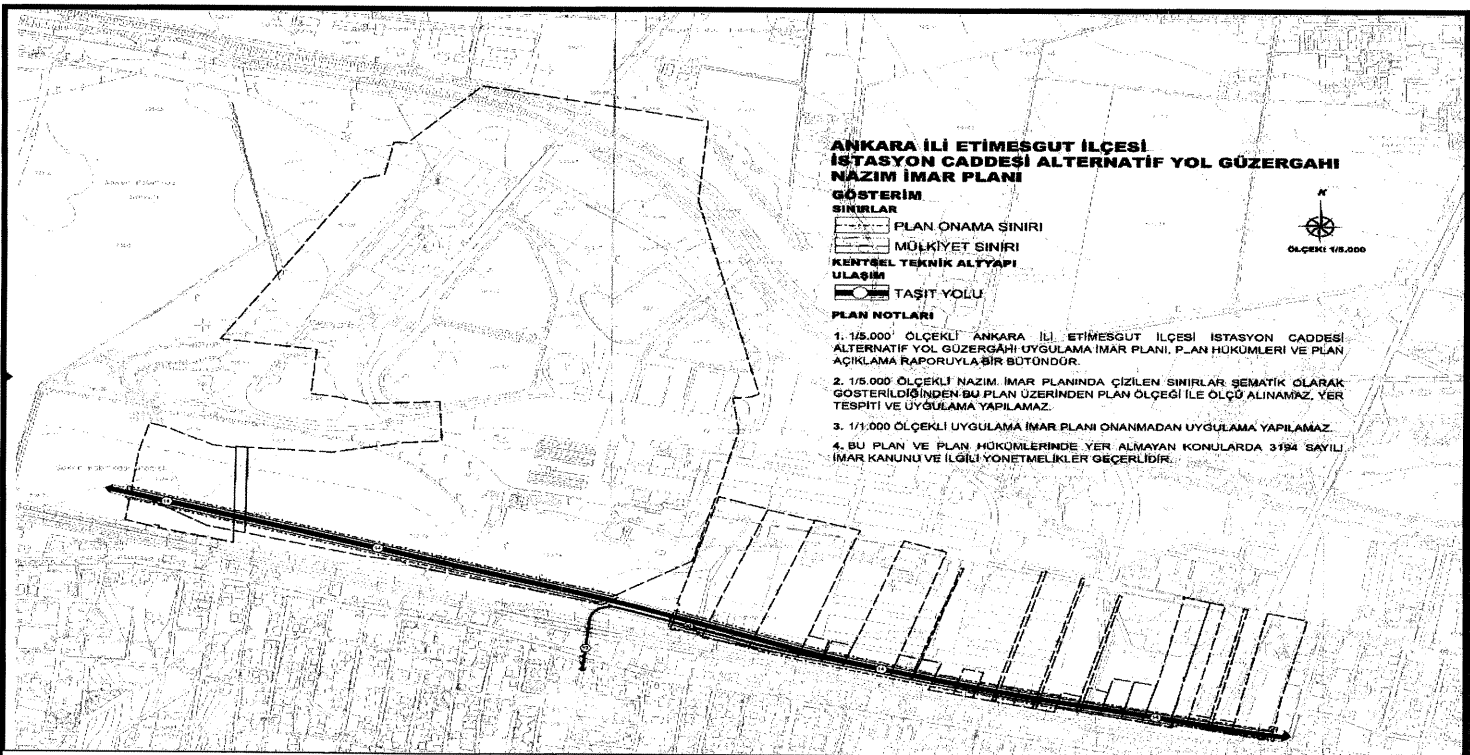 ANKARA İLİ ETİMESGUT İLÇESİ
İSTASYON CADDESİ ALTERNATİF YOL GÜZERGAHI
NAZIM İMAR PLANI
GÖSTERİM
SINIRLAR
PLAN ONAMA SINIRI
MÜLKİYET SINIRI
KENTSEL TEKNİK ALTYAPI
ULAŞIM
TAŞIT YOLU
K
ÖLÇEK: 1/5.000
PLAN NOTLARI
1. 1/5.000 ÖLÇEKLİ ANKARA İLİ ETİMESGUT İLÇESİ İSTASYON CADDESİ
ALTERNATİF YOL GÜZERGAHI UYGULAMA İMAR PLANI, PLAN HÜKÜMLERİ VE PLAN
AÇIKLAMA RAPORUYLA BİR BÜTÜNDÜR.
2. 1/5.000 ÖLÇEKLİ NAZIM İMAR PLANINDA ÇİZİLEN SINIRLAR ŞEMATİK OLARAK
GÖSTERİLDİĞİNDEN BU PLAN ÜZERİNDEN PLAN ÖLÇEĞİ İLE ÖLÇÜ ALINAMAZ, YER
TESPİTİ VE UYGULAMA YAPILAMAZ.
3. 1/1.000 ÖLÇEKLİ UYGULAMA İMAR PLANI ONANMADAN UYGULAMA YAPILAMAZ.
4. BU PLAN VE PLAN HÜKÜMLERİNDE YER ALMAYAN KONULARDA 3194 SAYILI
İMAR KANUNU VE İLGİLİ YÖNETMELİKLER GEÇERLİDİR.